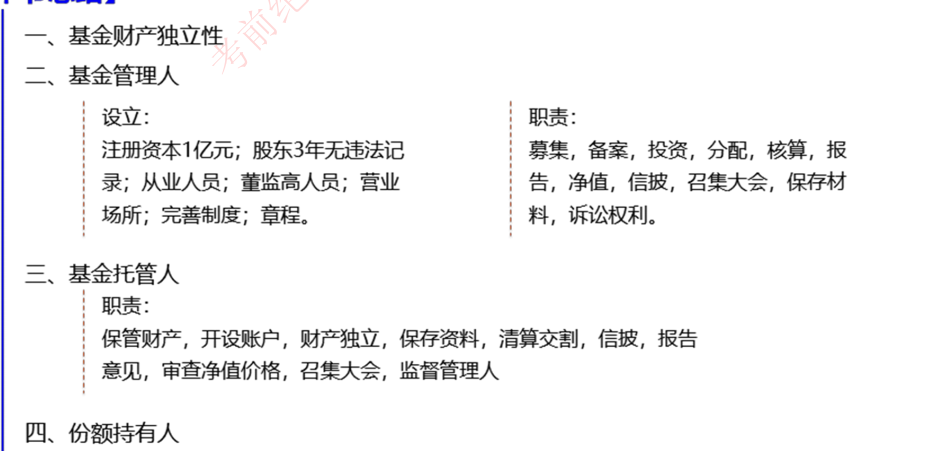 一、基金财产独立性
二、基金管理人
设立：
注册资本1亿元；股东3年无违法记
录；从业人员；董监高人员；营业
场所；完善制度；章程。
职责：
募集，备案，投资，分配，核算，报
告，净值，信披，召集大会，保存材
料，诉讼权利。
三、基金托管人
职责：
保管财产，开设账户，财产独立，保存资料，清算交割，信披，报告
意见，审查净值价格，召集大会，监督管理人
四、份额持有人
考前